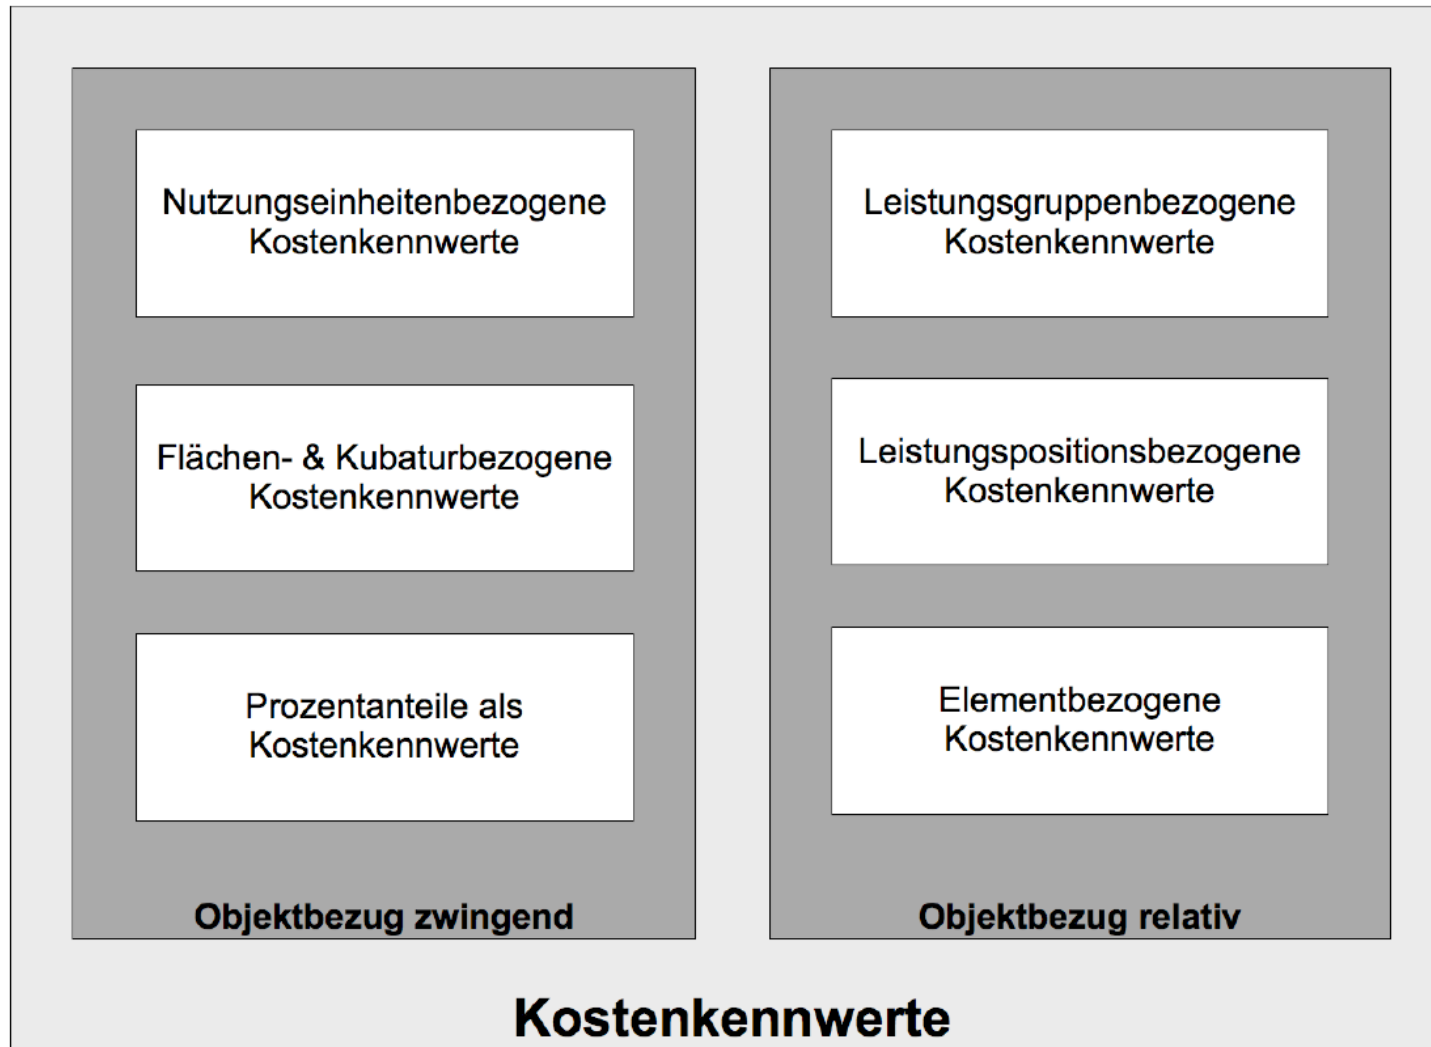 Nutzungseinheitenbezogene
Kostenkennwerte
Flächen- & Kubaturbezogene
Kostenkennwerte
Prozentanteile als
Kostenkennwerte
Objektbezug zwingend
Leistungsgruppenbezogene
Kostenkennwerte
Leistungspositionsbezogene
Kostenkennwerte
Elementbezogene
Kostenkennwerte
Objektbezug relativ
Kostenkennwerte